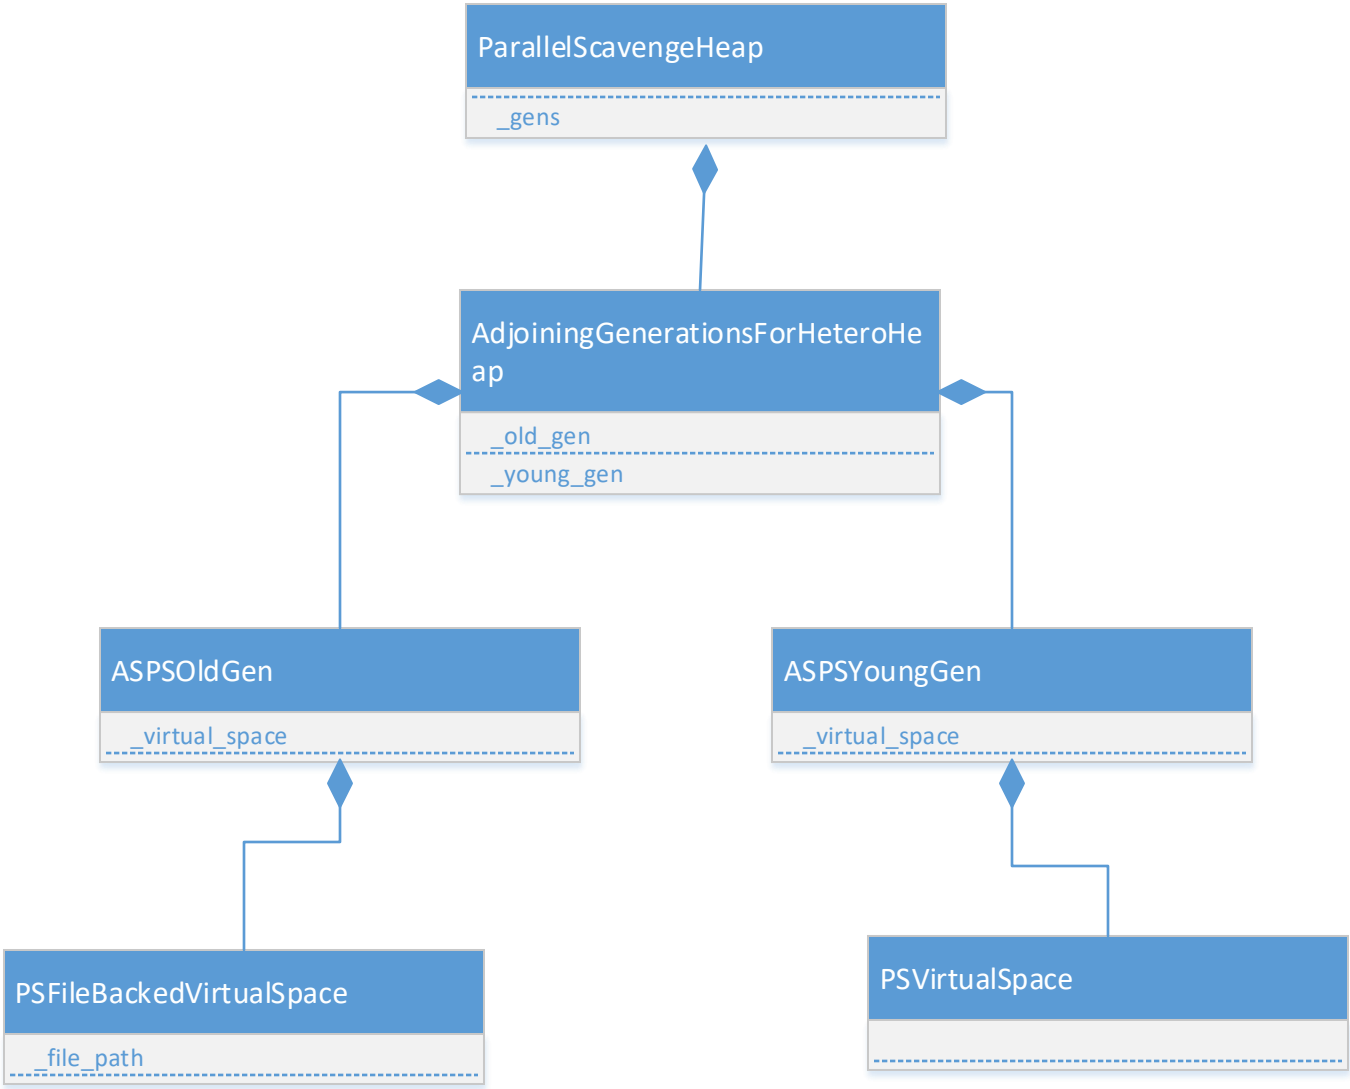 ParallelScavengeHeap
_gens
AdjoiningGenerationsForHeteroHe
ap
_old_gen
_young_gen
ASPSOldGen
_virtual_space
ASPSYoungGen
_virtual_space
PSFileBackedVirtualSpace
_file_path
PSVirtualSpace